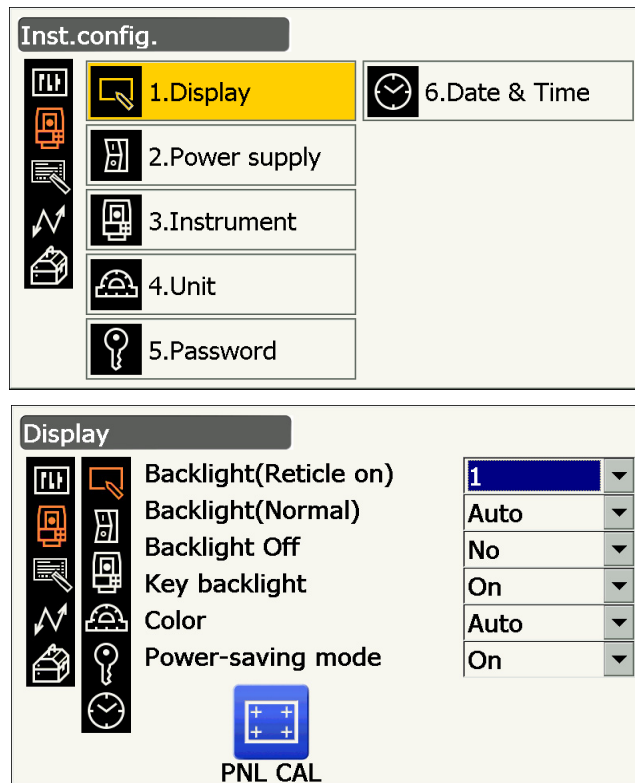 Inst.config.
1.Display
6.Date & Time
2.Power supply
3.Instrument
4.Unit
5.Password
Display
Backlight(Reticle on) 1
Backlight(Normal) Auto
Backlight Off No
Key backlight On
Color Auto
Power-saving mode On
PNL CAL